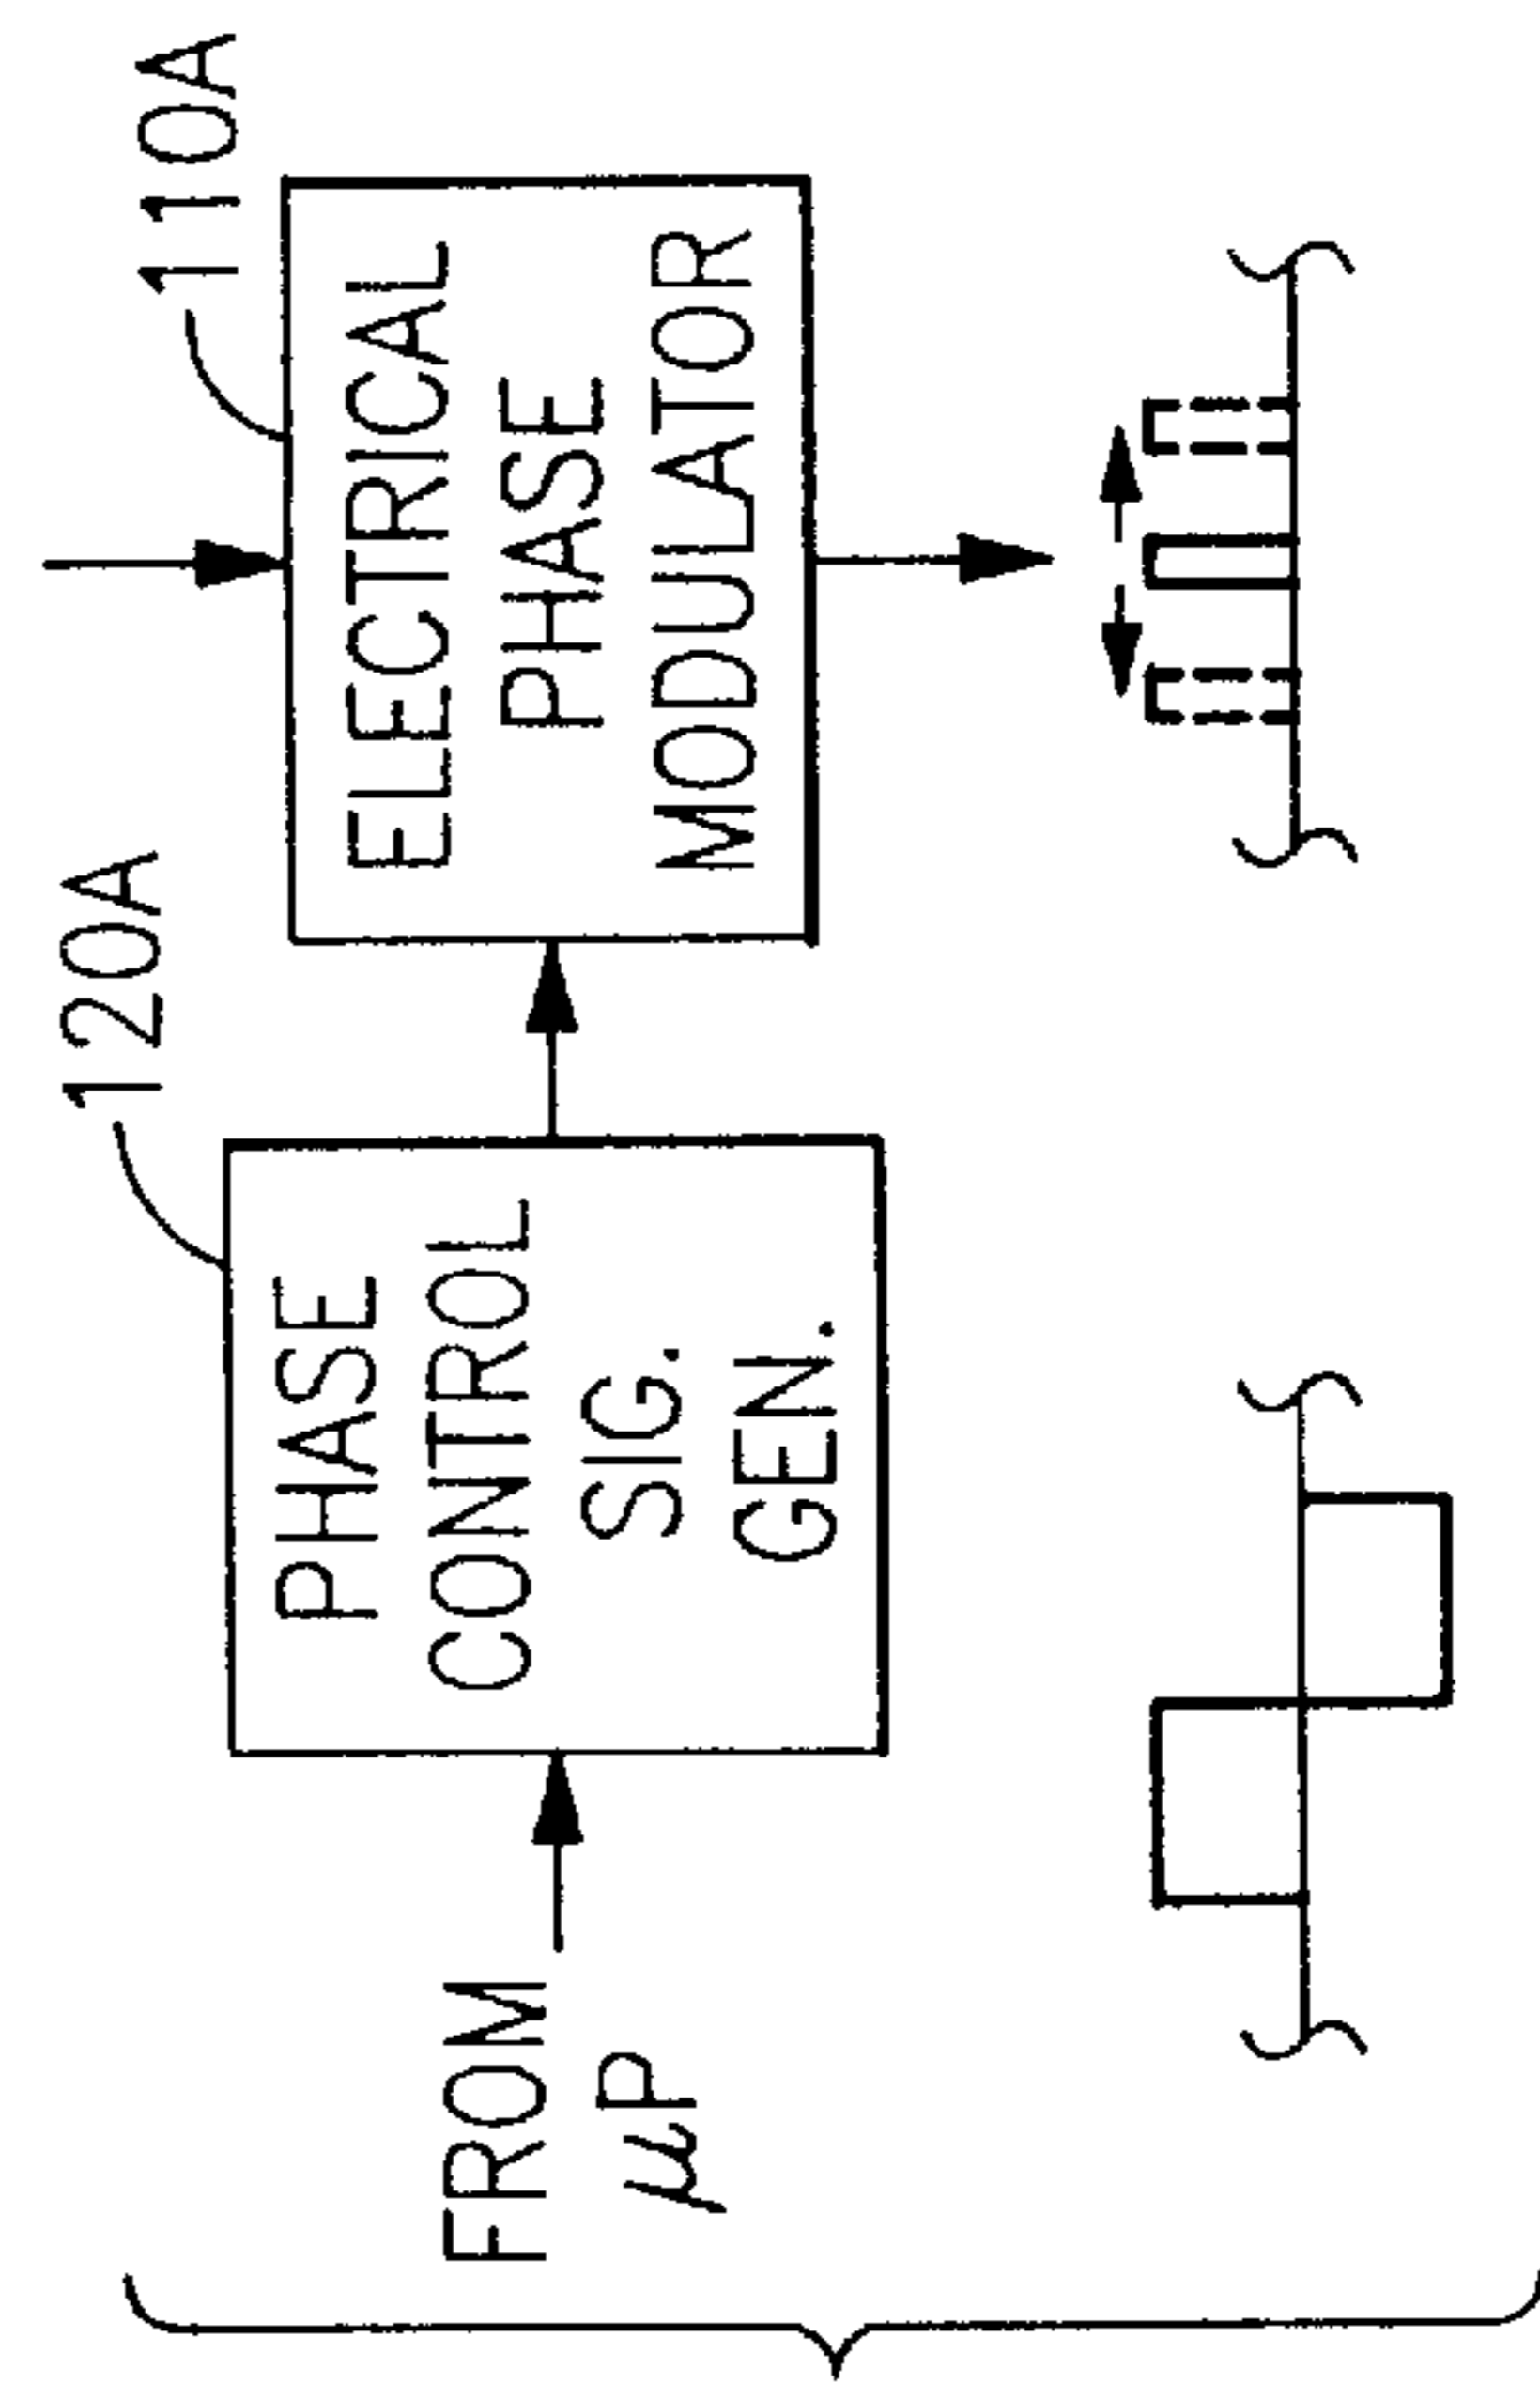 120A
110A
PHASE
CONTROL
SIG.
GEN.
ELECTRICAL
PHASE
MODULATOR
FROM
μP